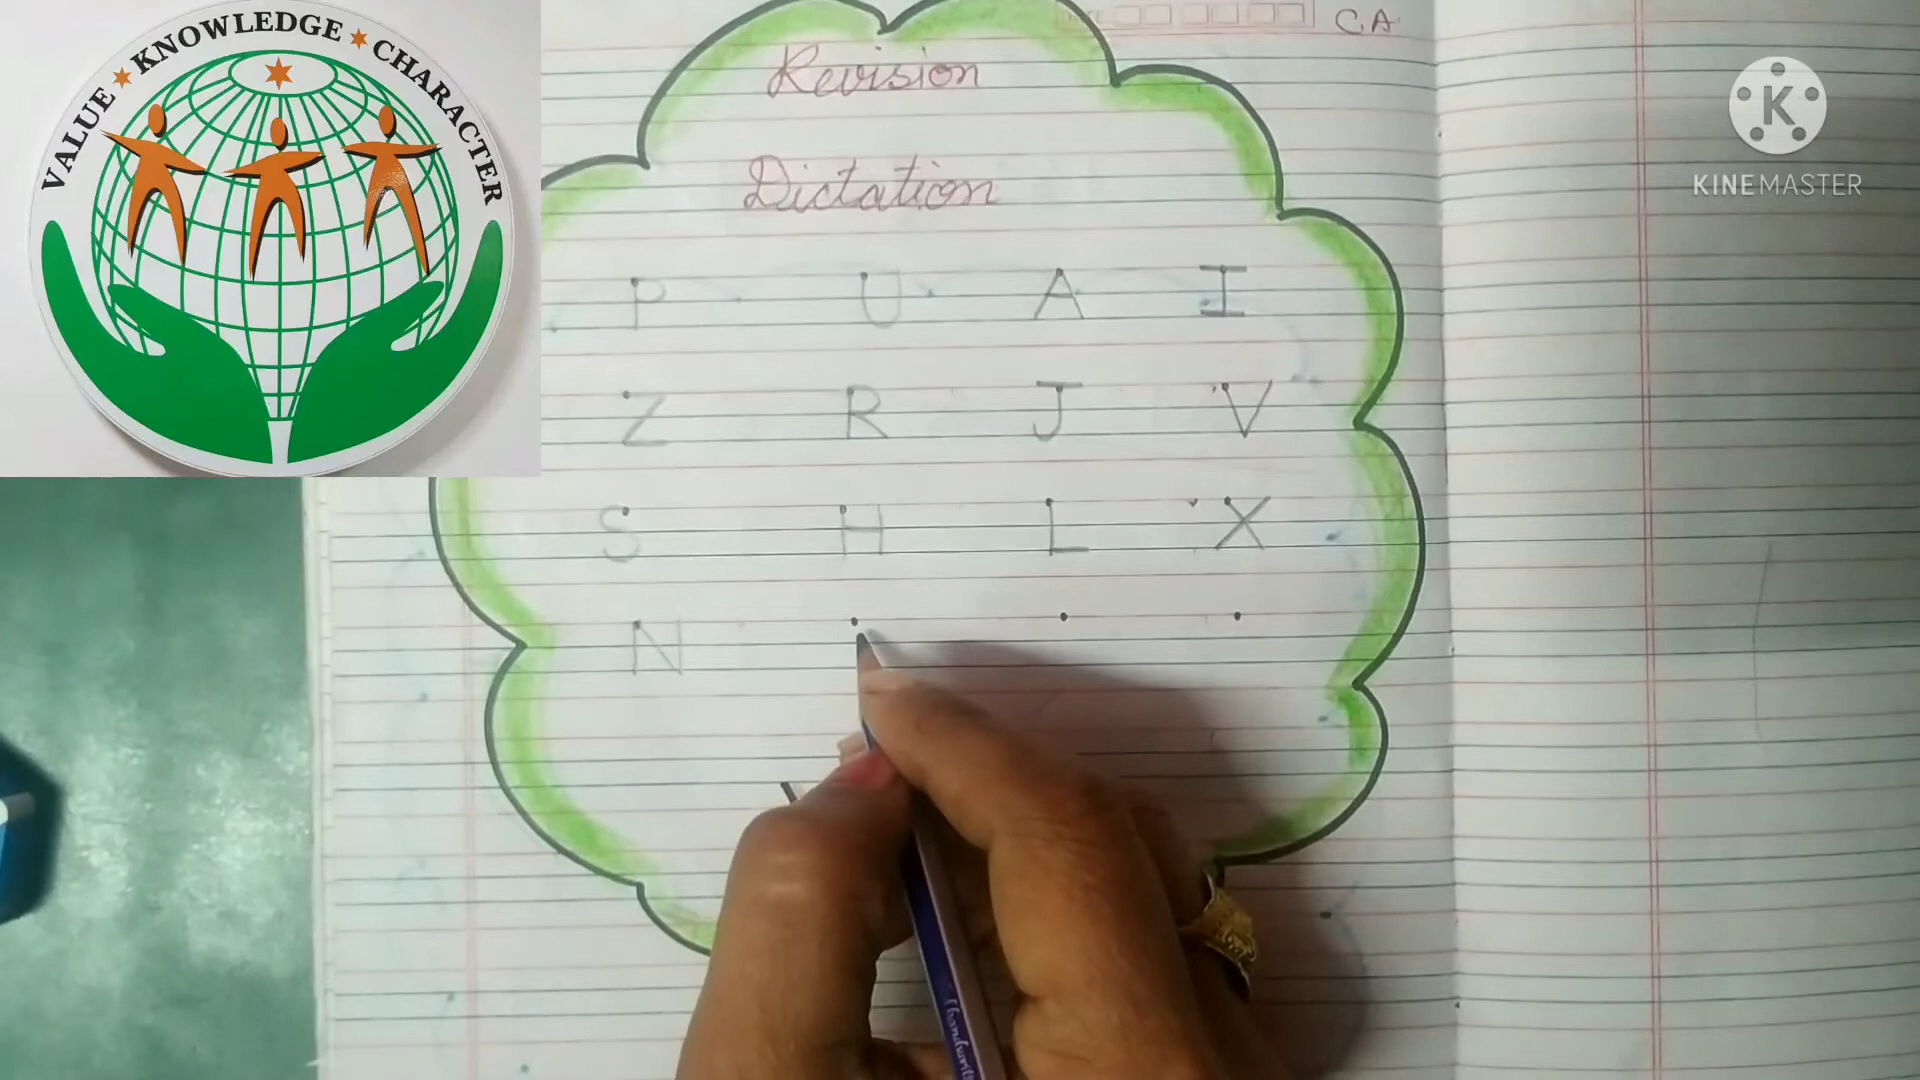 VALUE ★ KNOWLEDGE ★ CHARACTER
C.A
Revision
Dictation
KINEMASTER
P U A I
Z R J V
S H L X
N